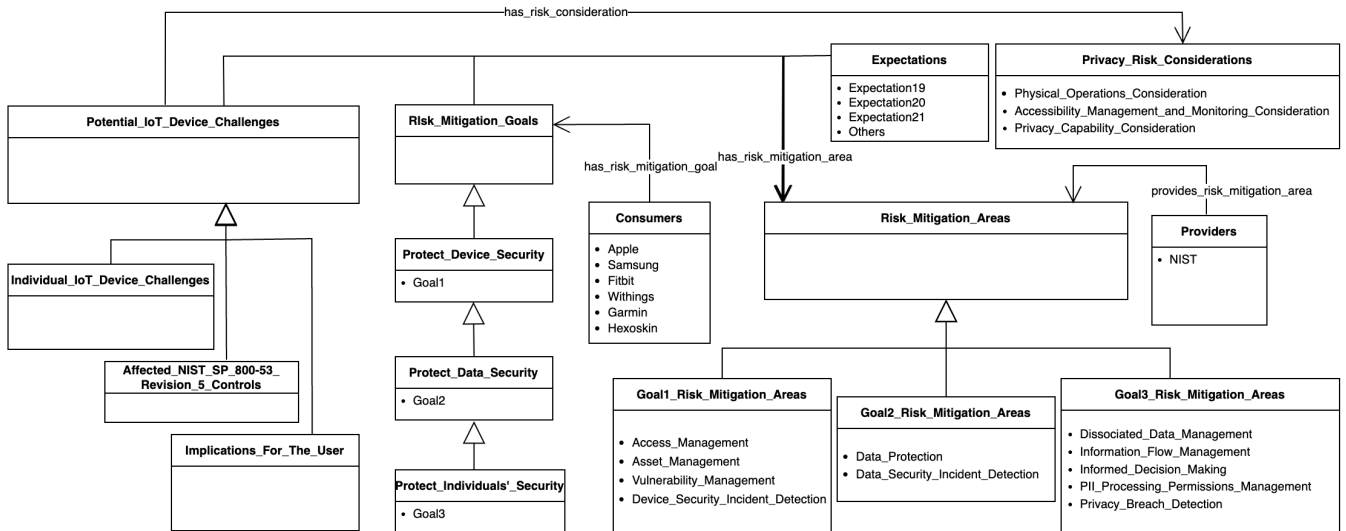 has_risk_consideration
Expectations
• Expectation19
• Expectation20
• Expectation21
• Others
Privacy_Risk_Considerations
• Physical_Operations_Consideration
• Accessibility_Management_and_Monitoring_Consideration
• Privacy_Capability_Consideration
Potential_IoT_Device_Challenges
RIsk_Mitigation_Goals
has_risk_mitigation_goal
has_risk_mitigation_area
provides_risk_mitigation_area
Consumers
• Apple
• Samsung
• Fitbit
• Withings
• Garmin
• Hexoskin
Risk_Mitigation_Areas
Providers
• NIST
Protect_Device_Security
• Goal1
Individual_IoT_Device_Challenges
Affected_NIST_SP_800-53_
Revision_5_Controls
Protect_Data_Security
• Goal2
Implications_For_The_User
Protect_Individuals'_Security
• Goal3
Goal1_Risk_Mitigation_Areas
• Access_Management
• Asset_Management
• Vulnerability_Management
• Device_Security_Incident_Detection
Goal2_Risk_Mitigation_Areas
• Data_Protection
• Data_Security_Incident_Detection
Goal3_Risk_Mitigation_Areas
• Dissociated_Data_Management
• Information_Flow_Management
• Informed_Decision_Making
• PII_Processing_Permissions_Management
• Privacy_Breach_Detection